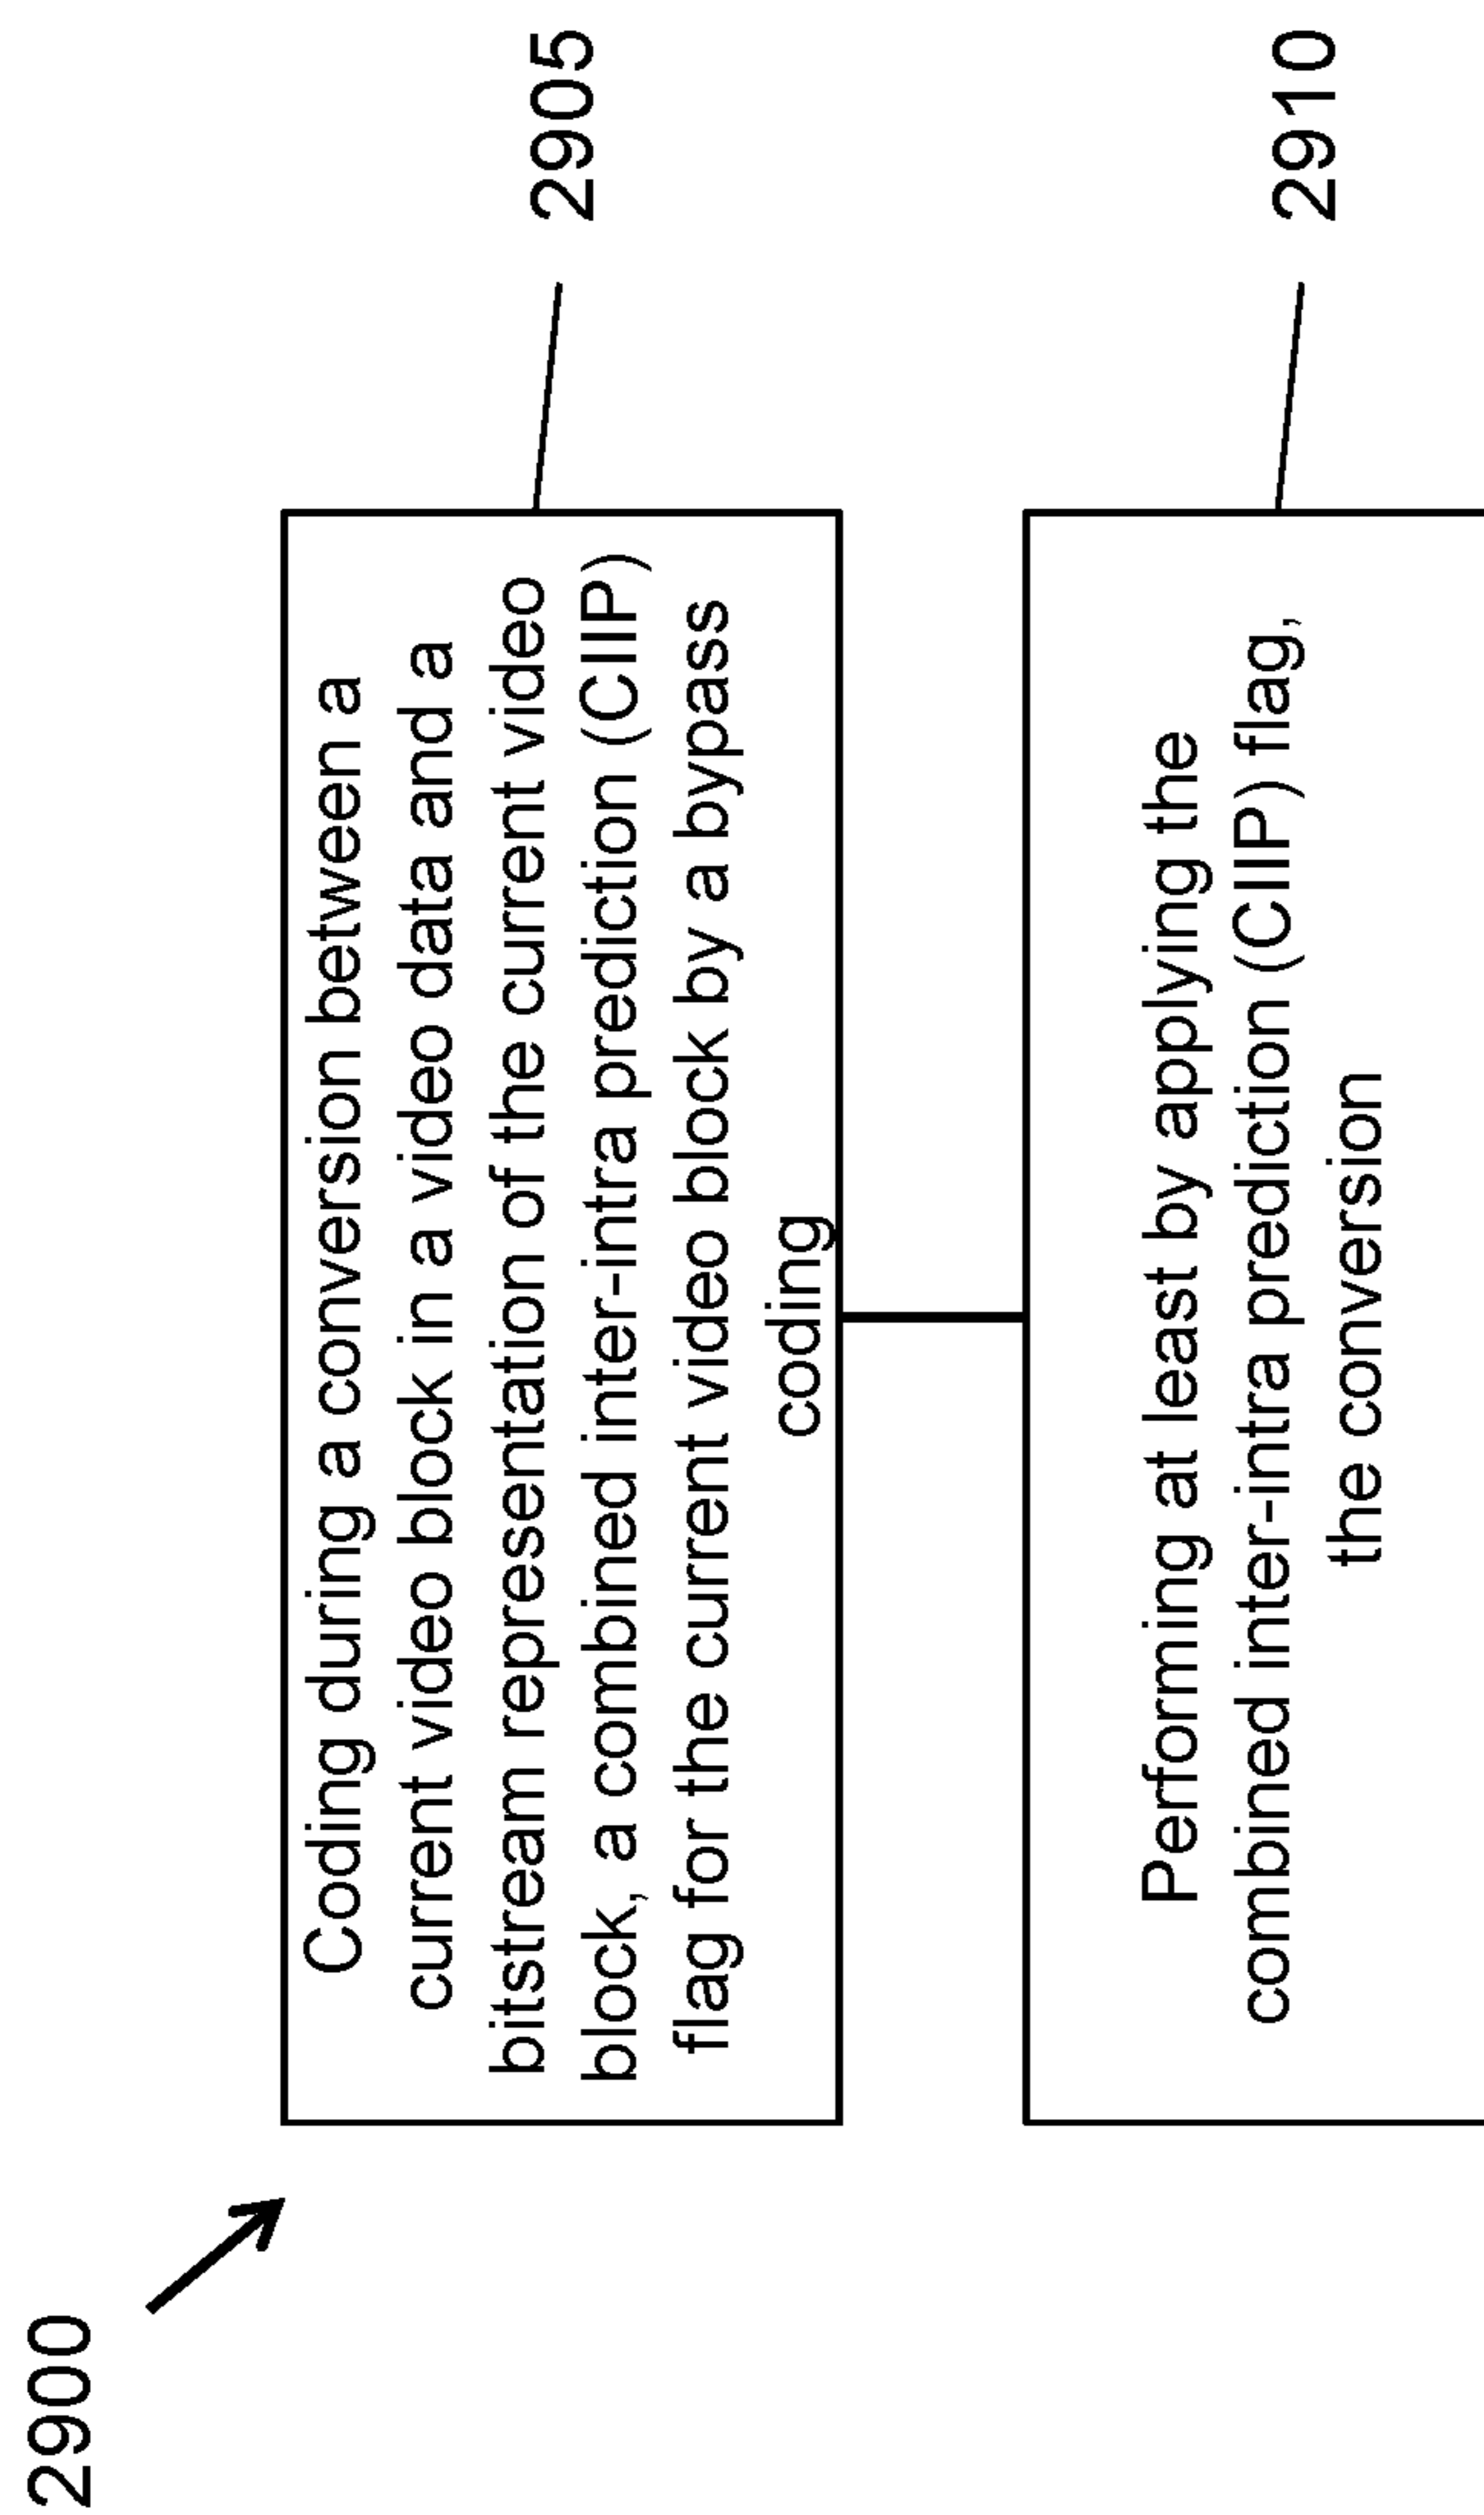 2900
Coding during a conversion between a
current video block in a video data and a
bitstream representation of the current video
block, a combined inter-intra prediction (CIIP)
flag for the current video block by a bypass
coding
2905
Performing at least by applying the
combined inter-intra prediction (CIIP) flag,
the conversion
2910